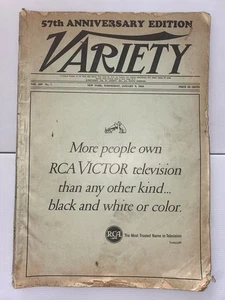 57th ANNIVERSARY EDITION
VARIETY
More people own
RCA VICTOR television
than any other kind...
black and white or color.
RCA The Most Trusted Name in Television